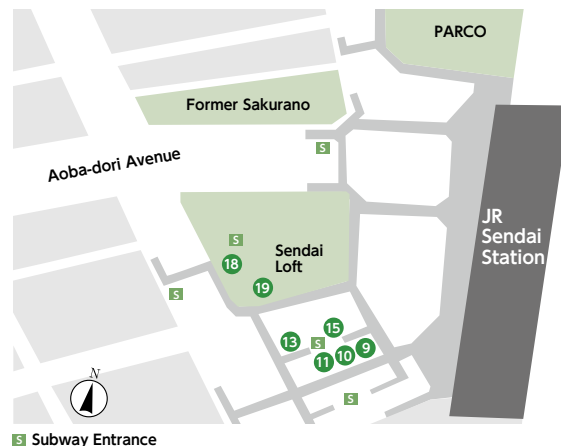 PARCO
Former Sakurano
S
Aoba-dori Avenue
JR
Sendai
Station
S
Sendai
Loft
18
S
19
15
13
S
9
10
11
S
N
S Subway Entrance